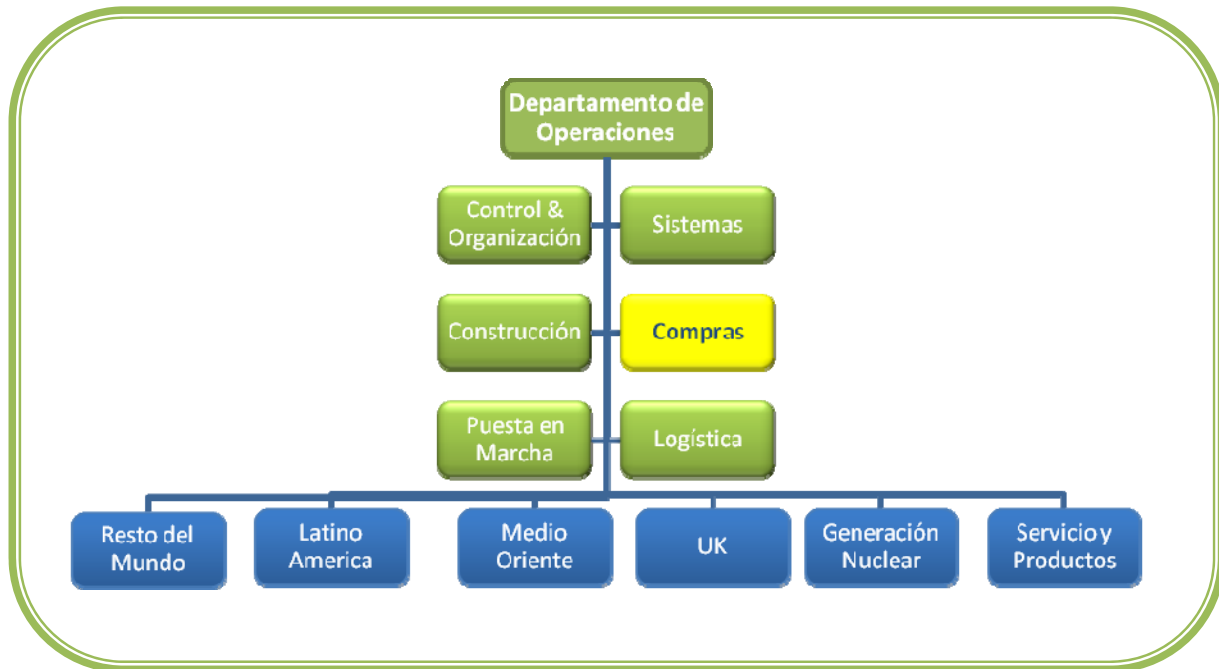 Departamento de
Operaciones
Control &
Organización
Sistemas
Construcción
Compras
Puesta en
Marcha
Logística
Resto del
Mundo
Latino
America
Medio
Oriente
UK
Generación
Nuclear
Servicio y
Productos